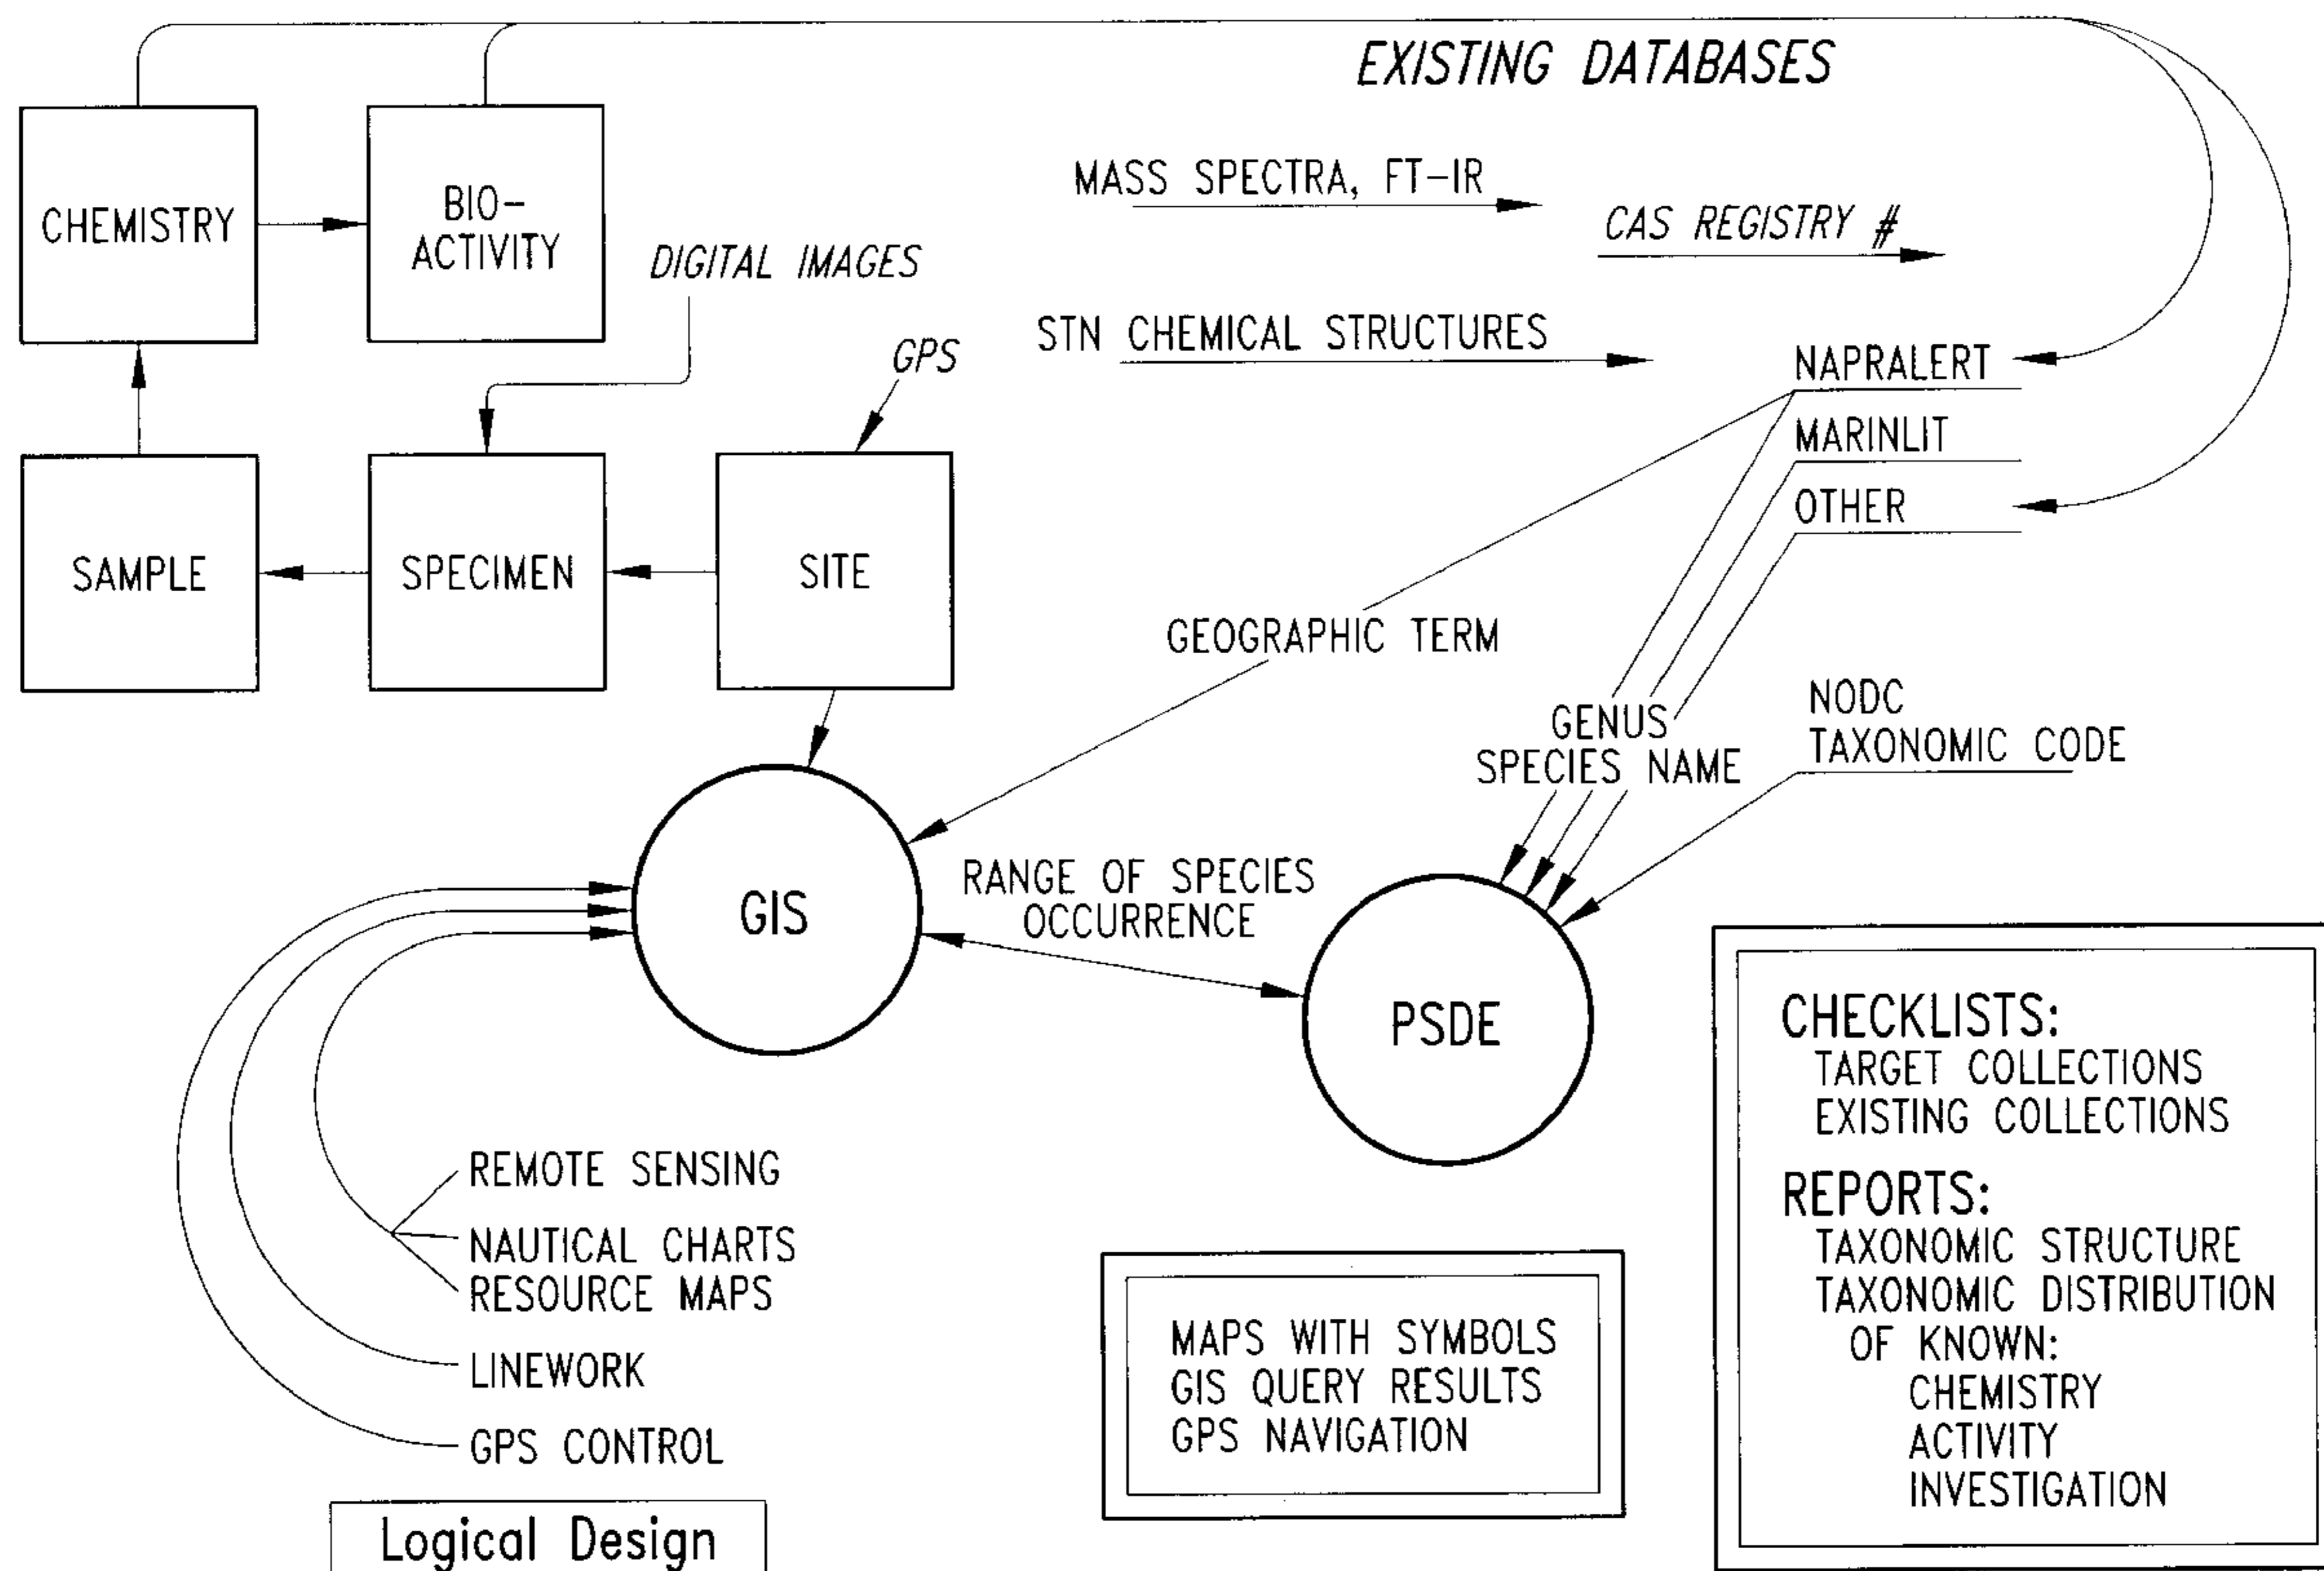 EXISTING DATABASES
CHEMISTRY
BIO-
ACTIVITY
DIGITAL IMAGES
GPS
MASS SPECTRA, FT-IR
CAS REGISTRY #
STN CHEMICAL STRUCTURES
NAPRALERT
MARINLIT
OTHER
SAMPLE
SPECIMEN
SITE
GEOGRAPHIC TERM
GENUS
SPECIES NAME
NODC
TAXONOMIC CODE
GIS
RANGE OF SPECIES
OCCURRENCE
PSDE
REMOTE SENSING
NAUTICAL CHARTS
RESOURCE MAPS
LINEWORK
GPS CONTROL
Logical Design
MAPS WITH SYMBOLS
GIS QUERY RESULTS
GPS NAVIGATION
CHECKLISTS:
TARGET COLLECTIONS
EXISTING COLLECTIONS
REPORTS:
TAXONOMIC STRUCTURE
TAXONOMIC DISTRIBUTION
OF KNOWN:
CHEMISTRY
ACTIVITY
INVESTIGATION